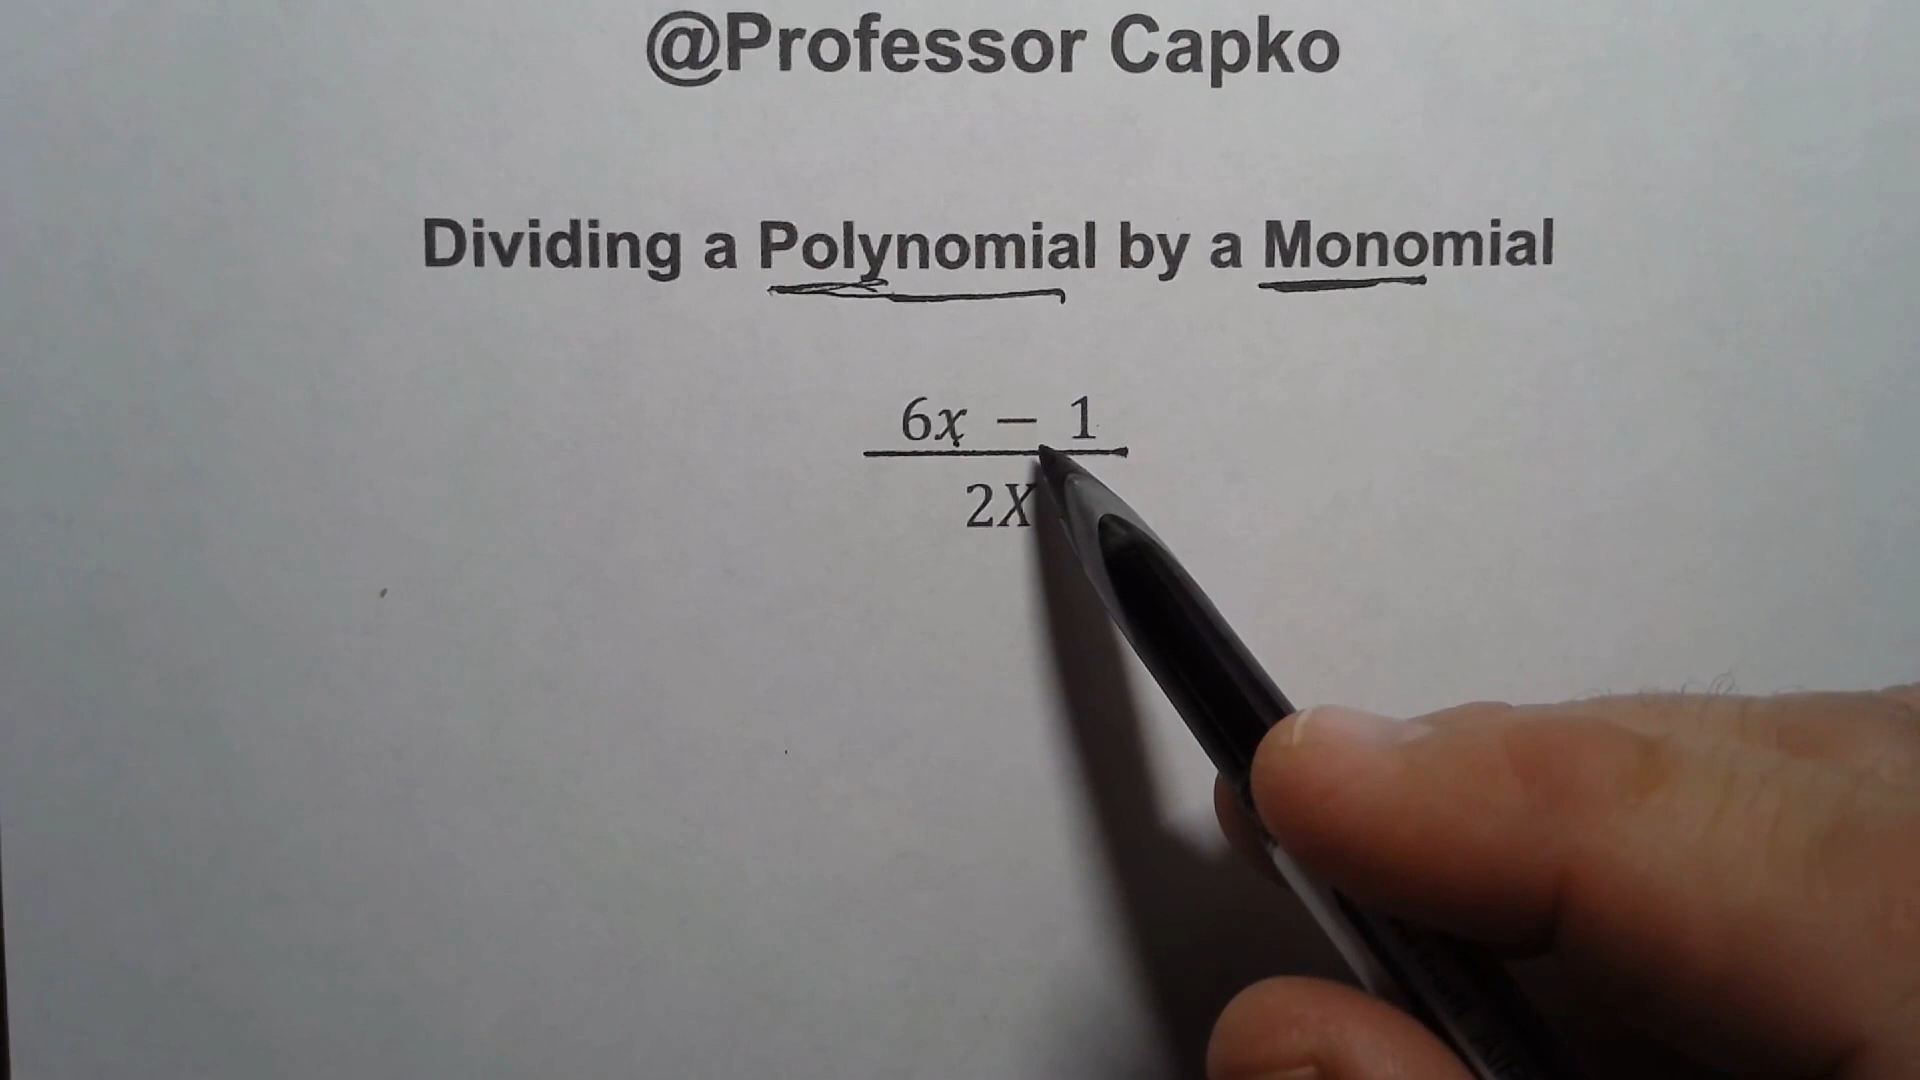 @Professor Capko
Dividing a Polynomial by a Monomial
6x − 1
2X